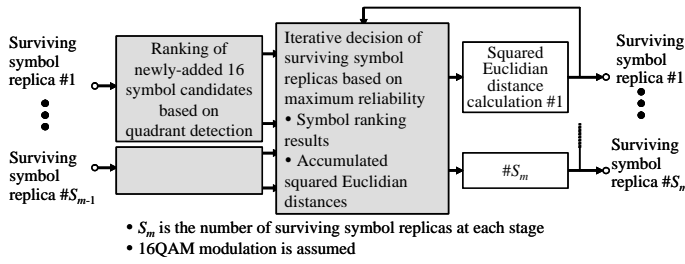 Surviving
symbol
replica #1
Ranking of
newly-added 16
symbol candidates
based on
quadrant detection
Surviving
symbol
replica #Sm-1
Iterative decision of
surviving symbol
replicas based on
maximum reliability
• Symbol ranking
results
• Accumulated
squared Euclidian
distances
Squared
Euclidian
distance
calculation #1
#Sm
Surviving
symbol
replica #1
Surviving
symbol
replica #Sm
• Sm is the number of surviving symbol replicas at each stage
• 16QAM modulation is assumed